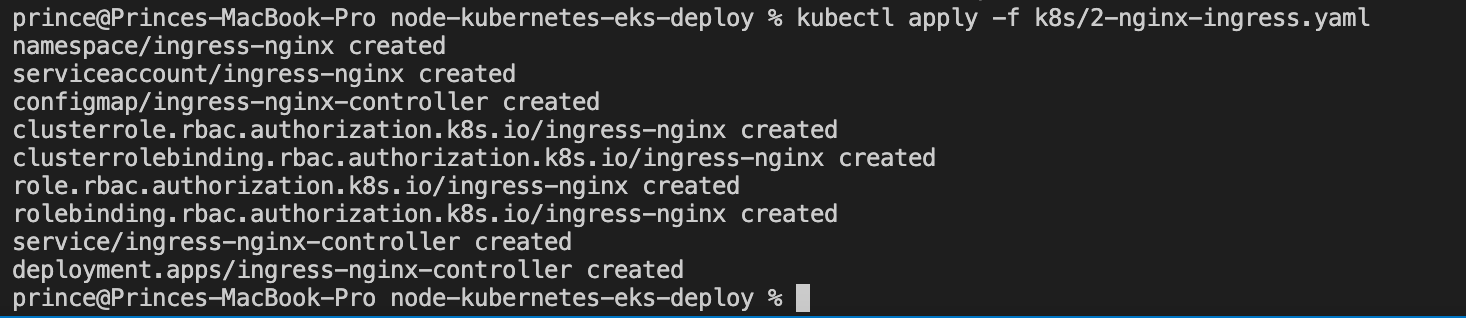 prince@Princes-MacBook-Pro node-kubernetes-eks-deploy % kubectl apply -f k8s/2-nginx-ingress.yaml
namespace/ingress-nginx created
serviceaccount/ingress-nginx created
configmap/ingress-nginx-controller created
clusterrole.rbac.authorization.k8s.io/ingress-nginx created
clusterrolebinding.rbac.authorization.k8s.io/ingress-nginx created
role.rbac.authorization.k8s.io/ingress-nginx created
rolebinding.rbac.authorization.k8s.io/ingress-nginx created
service/ingress-nginx-controller created
deployment.apps/ingress-nginx-controller created
prince@Princes-MacBook-Pro node-kubernetes-eks-deploy %